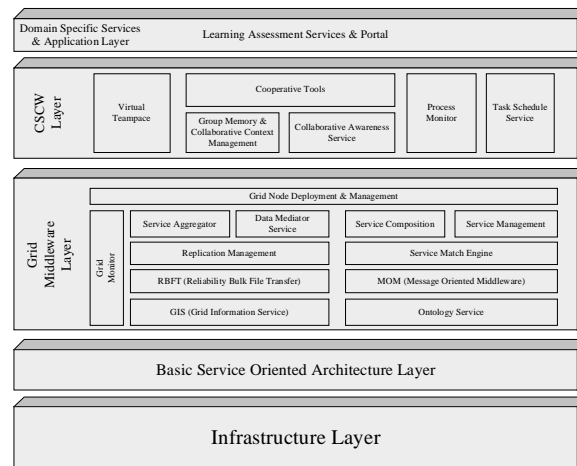 Domain Specific Services
& Application Layer
Learning Assessment Services & Portal
CSCW
Layer
Virtual
Teampace
Cooperative Tools
Group Memory &
Collaborative Context
Management
Collaborative Awareness
Service
Process
Monitor
Task Schedule
Service
Grid
Middleware
Layer
Grid Node Deployment & Management
Grid
Monitor
Service Aggregator
Data Mediator
Service
Service Composition
Service Management
Replication Management
Service Match Engine
RBFT (Reliability Bulk File Transfer)
MOM (Message Oriented Middleware)
GIS (Grid Information Service)
Ontology Service
Basic Service Oriented Architecture Layer
Infrastructure Layer